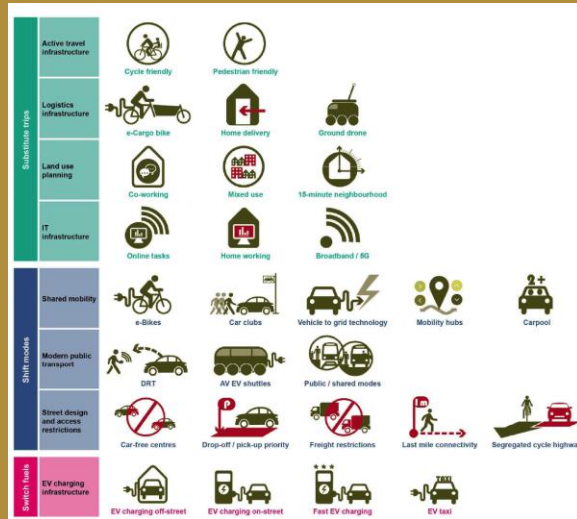 Substitute trips
Active travel
infrastructure
Cycle friendly
Pedestrian friendly
Logistics
infrastructure
e-Cargo bike
Home delivery
Ground drone
Land use
planning
Co-working
Mixed use
15-minute neighbourhood
IT
infrastructure
Online tasks
Home working
Broadband / 5G
Shift modes
Shared mobility
e-Bikes
Car clubs
Vehicle to grid technology
Mobility hubs
2+
Carpool
Modern public
transport
DRT
AV EV shuttles
Public / shared modes
Street design
and access
restrictions
Car-free centres
P
Drop-off / pick-up priority
Freight restrictions
Last mile connectivity
Segregated cycle highway
Switch fuels
EV charging
infrastructure
EV charging off-street
EV charging on-street
Fast EV charging
TAXI
EV taxi